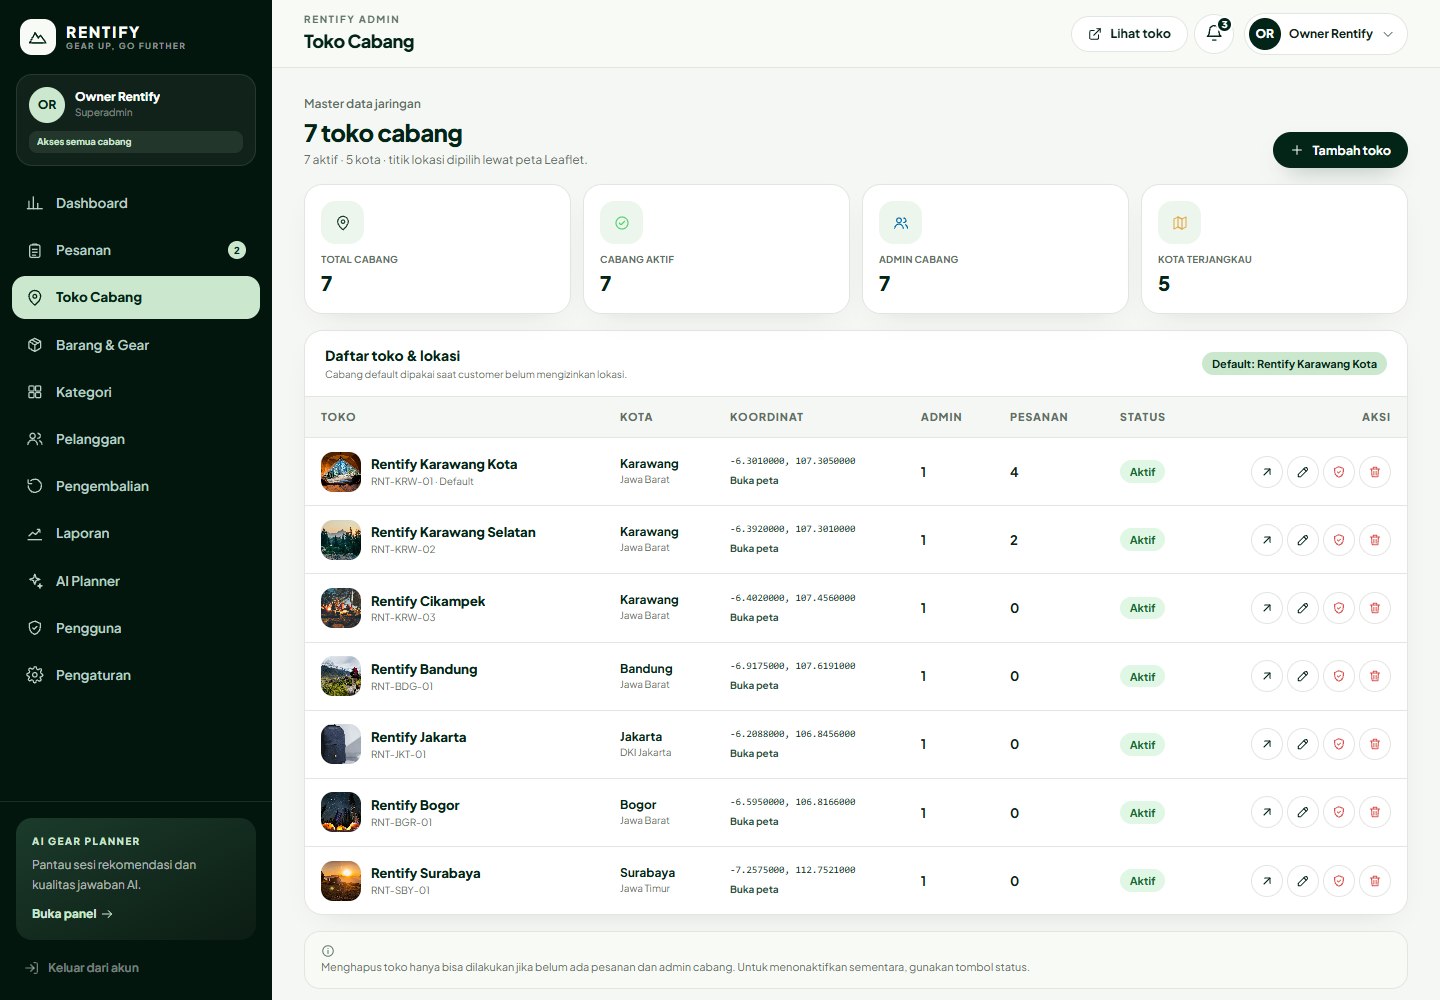 RENTIFY
GEAR UP, GO FURTHER
OR
Owner Rentify
Superadmin
Akses semua cabang
Dashboard
Pesanan 2
Toko Cabang
Barang & Gear
Kategori
Pelanggan
Pengembalian
Laporan
AI Planner
Pengguna
Pengaturan
AI GEAR PLANNER
Pantau sesi rekomendasi dan
kualitas jawaban AI.
Buka panel →
Keluar dari akun
RENTIFY ADMIN
Toko Cabang
Lihat toko
3
OR Owner Rentify
Master data jaringan
7 toko cabang
7 aktif · 5 kota · titik lokasi dipilih lewat peta Leaflet.
+ Tambah toko
TOTAL CABANG
7
CABANG AKTIF
7
ADMIN CABANG
7
KOTA TERJANGKAU
5
Daftar toko & lokasi
Cabang default dipakai saat customer belum mengizinkan lokasi.
Default: Rentify Karawang Kota
TOKO KOTA KOORDINAT ADMIN PESANAN STATUS AKSI
Rentify Karawang Kota Karawang -6.3010000, 107.3050000 1 4 Aktif
RNT-KRW-01 · Default Jawa Barat Buka peta
Rentify Karawang Selatan Karawang -6.3920000, 107.3010000 1 2 Aktif
RNT-KRW-02 Jawa Barat Buka peta
Rentify Cikampek Karawang -6.4020000, 107.4560000 1 0 Aktif
RNT-KRW-03 Jawa Barat Buka peta
Rentify Bandung Bandung -6.9175000, 107.6191000 1 0 Aktif
RNT-BDG-01 Jawa Barat Buka peta
Rentify Jakarta Jakarta -6.2088000, 106.8456000 1 0 Aktif
RNT-JKT-01 DKI Jakarta Buka peta
Rentify Bogor Bogor -6.5950000, 106.8166000 1 0 Aktif
RNT-BGR-01 Jawa Barat Buka peta
Rentify Surabaya Surabaya -7.2575000, 112.7521000 1 0 Aktif
RNT-SBY-01 Jawa Timur Buka peta
Menghapus toko hanya bisa dilakukan jika belum ada pesanan dan admin cabang. Untuk menonaktifkan sementara, gunakan tombol status.